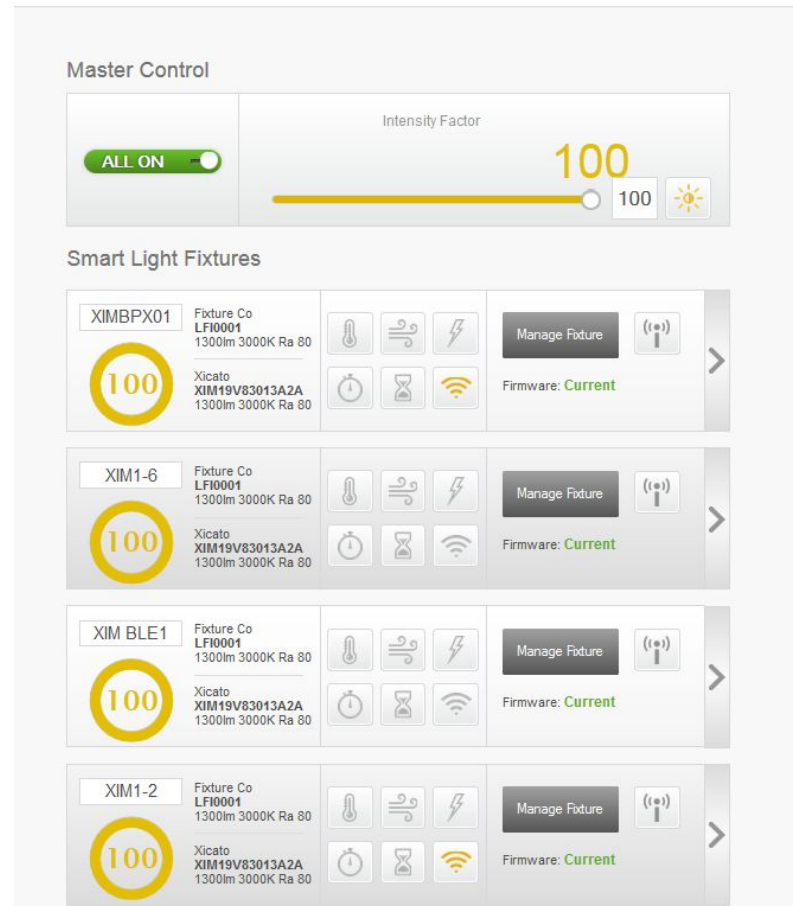 Master Control
ALL ON
Intensity Factor
100
100
Smart Light Fixtures
XIMBPX01
100
Fixture Co
LFI0001
1300lm 3000K Ra 80
Xicato
XIM19V83013A2A
1300lm 3000K Ra 80
Manage Fixture
Firmware: Current
XIM1-6
100
Fixture Co
LFI0001
1300lm 3000K Ra 80
Xicato
XIM19V83013A2A
1300lm 3000K Ra 80
Manage Fixture
Firmware: Current
XIM BLE1
100
Fixture Co
LFI0001
1300lm 3000K Ra 80
Xicato
XIM19V83013A2A
1300lm 3000K Ra 80
Manage Fixture
Firmware: Current
XIM1-2
100
Fixture Co
LFI0001
1300lm 3000K Ra 80
Xicato
XIM19V83013A2A
1300lm 3000K Ra 80
Manage Fixture
Firmware: Current